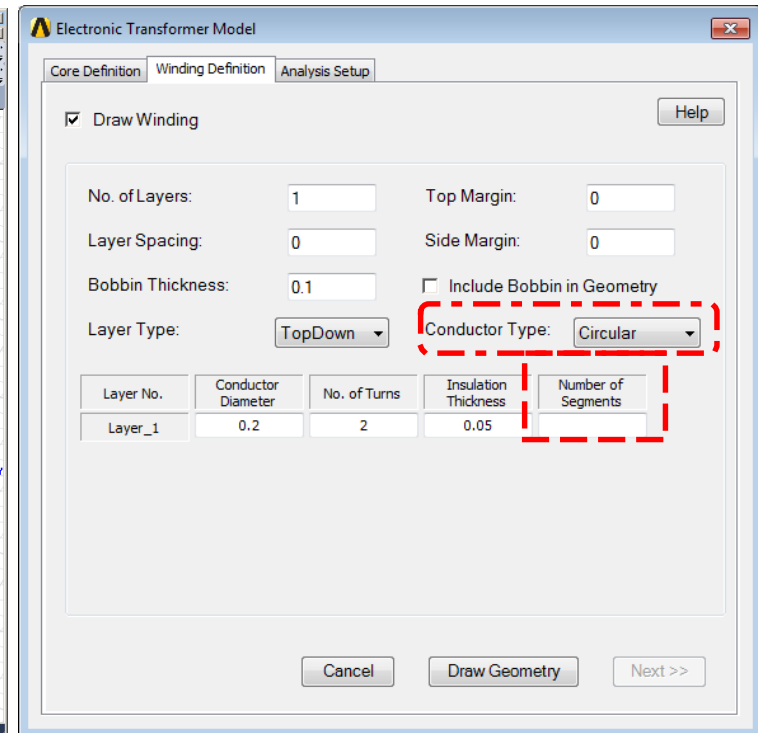 Electronic Transformer Model
Core Definition Winding Definition Analysis Setup
Draw Winding Help
No. of Layers: 1 Top Margin: 0
Layer Spacing: 0 Side Margin: 0
Bobbin Thickness: 0.1 Include Bobbin in Geometry
Layer Type: TopDown Conductor Type: Circular
Layer No. Conductor Diameter No. of Turns Insulation Thickness Number of Segments
Layer_1 0.2 2 0.05
Cancel Draw Geometry Next >>